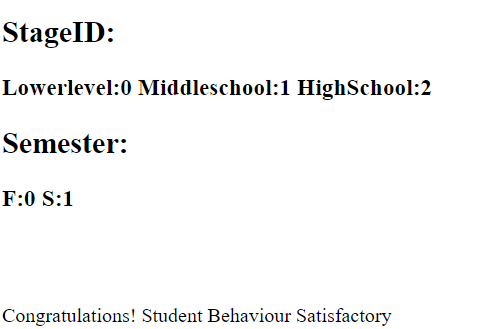 StageID:
Lowerlevel:0 Middleschool:1 HighSchool:2
Semester:
F:0 S:1
Congratulations! Student Behaviour Satisfactory